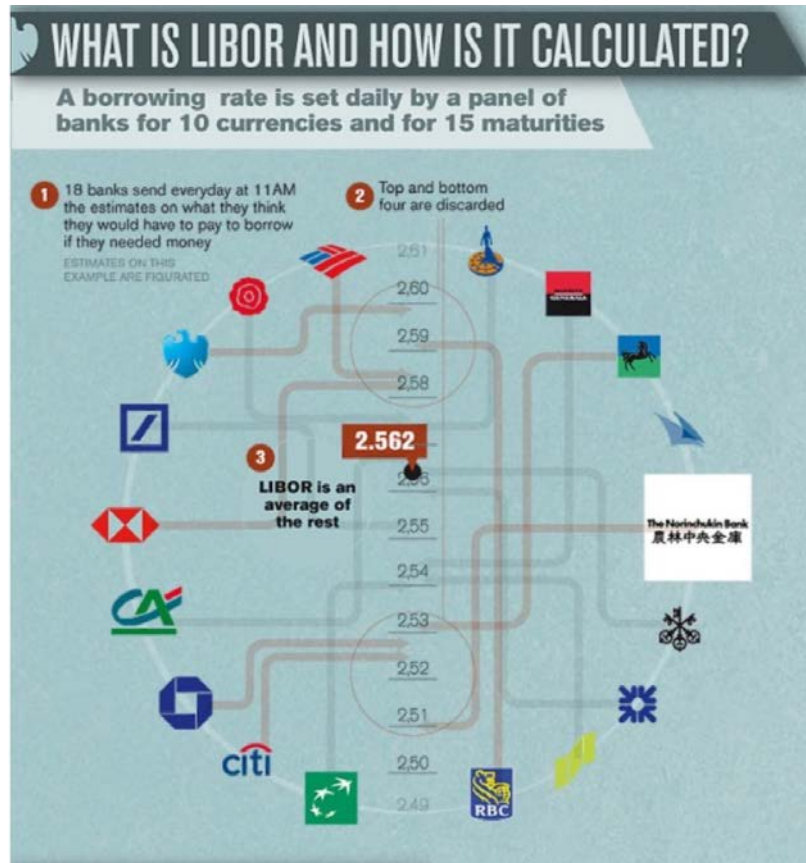 WHAT IS LIBOR AND HOW IS IT CALCULATED?
A borrowing rate is set daily by a panel of
banks for 10 currencies and for 15 maturities
1
18 banks send everyday at 11AM
the estimates on what they think
they would have to pay to borrow
if they needed money
ESTIMATES ON THIS
EXAMPLE ARE FIGURATED
2
Top and bottom
four are discarded
2,61
2,60
2,59
2,58
2.562
3
LIBOR is an
average of
the rest
2,56
2,55
2,54
2,53
2,52
2,51
2,50
2,49
The Norinchukin Bank
農林中央金庫
CA
citi
RBC